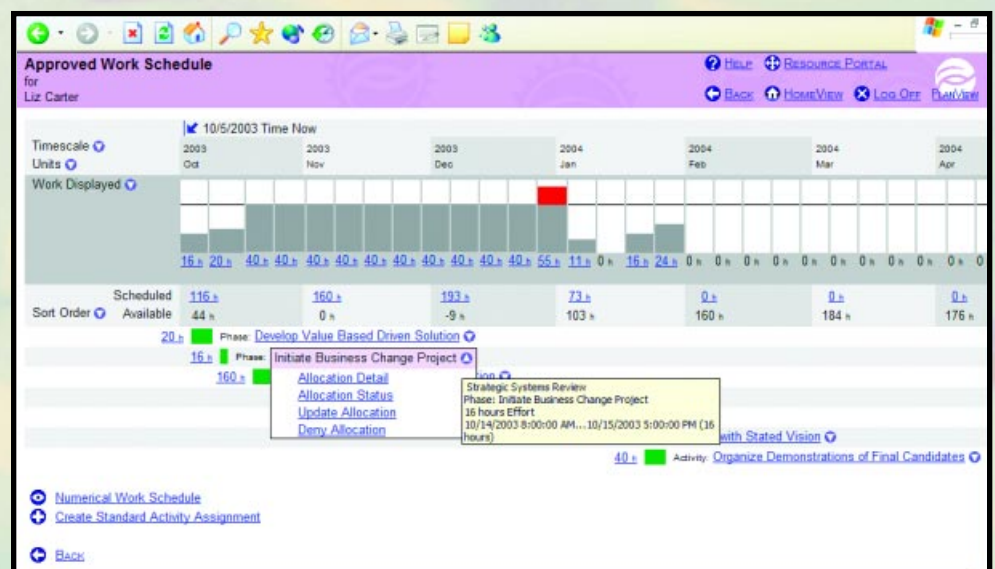 Approved Work Schedule
for
Liz Carter
HELP RESOURCE PORTAL
BACK HOMEVIEW LOG OFF PLANVIEW
10/5/2003 Time Now
Timescale 2003 2003 2003 2004 2004 2004 2004
Units Oct Nov Dec Jan Feb Mar Apr
Work Displayed
16 h 20 h 40 h 40 h 40 h 40 h 40 h 40 h 40 h 40 h 40 h 40 h 55 h 11 h 0 h 16 h 24 h 0 h 0 h 0 h 0 h 0 h 0 h 0 h 0 h 0 h 0
Scheduled 116 h 160 h 193 h 73 h 0 h 0 h 0 h
Sort Order Available 44 h 0 h -9 h 103 h 160 h 184 h 176 h
20 h Phase: Develop Value Based Driven Solution
16 h Phase: Initiate Business Change Project
160 h
Allocation Detail
Allocation Status
Update Allocation
Deny Allocation
Strategic Systems Review
Phase: Initiate Business Change Project
16 hours Effort
10/14/2003 8:00:00 AM...10/15/2003 5:00:00 PM (16
hours)
with Stated Vision
40 h Activity: Organize Demonstrations of Final Candidates
Numerical Work Schedule
Create Standard Activity Assignment
BACK